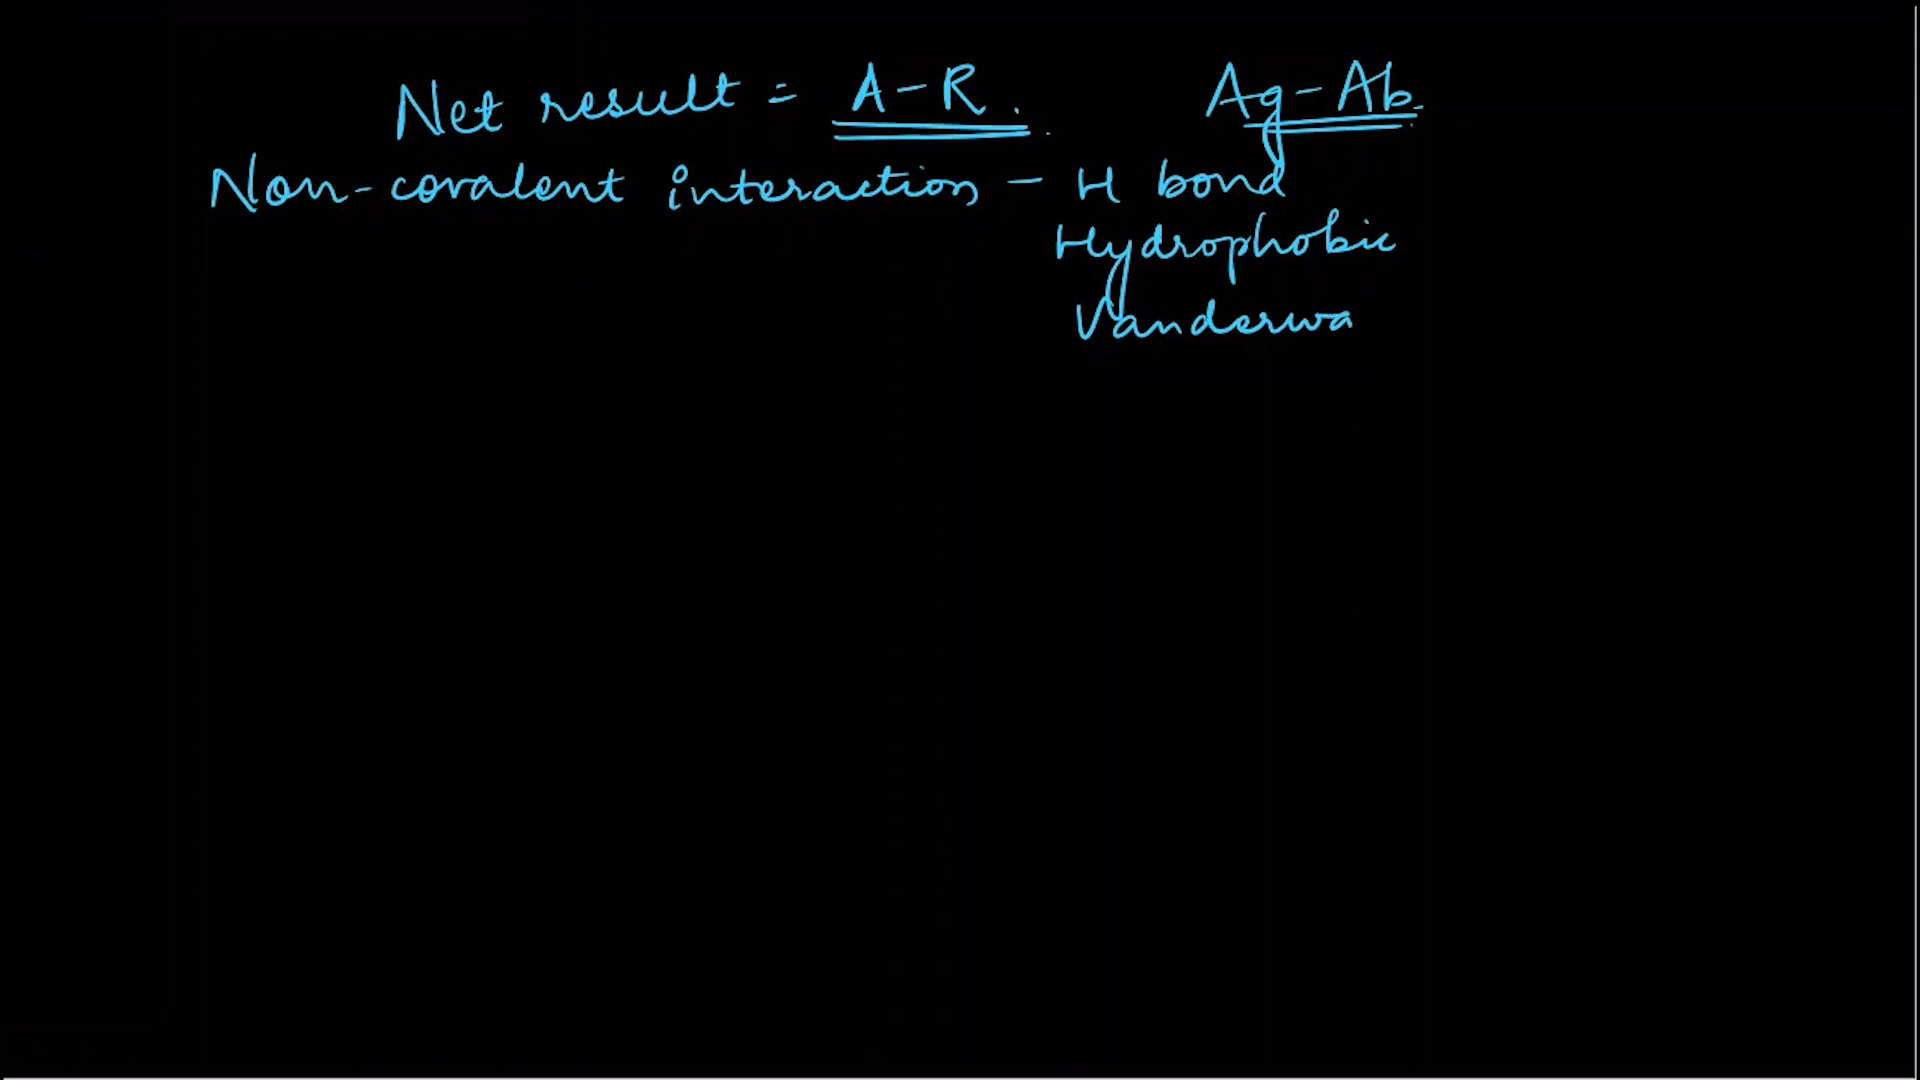 Net result = A-R. Ag-Ab.
Non-covalent interaction - H bond
Hydrophobic
Vanderwa